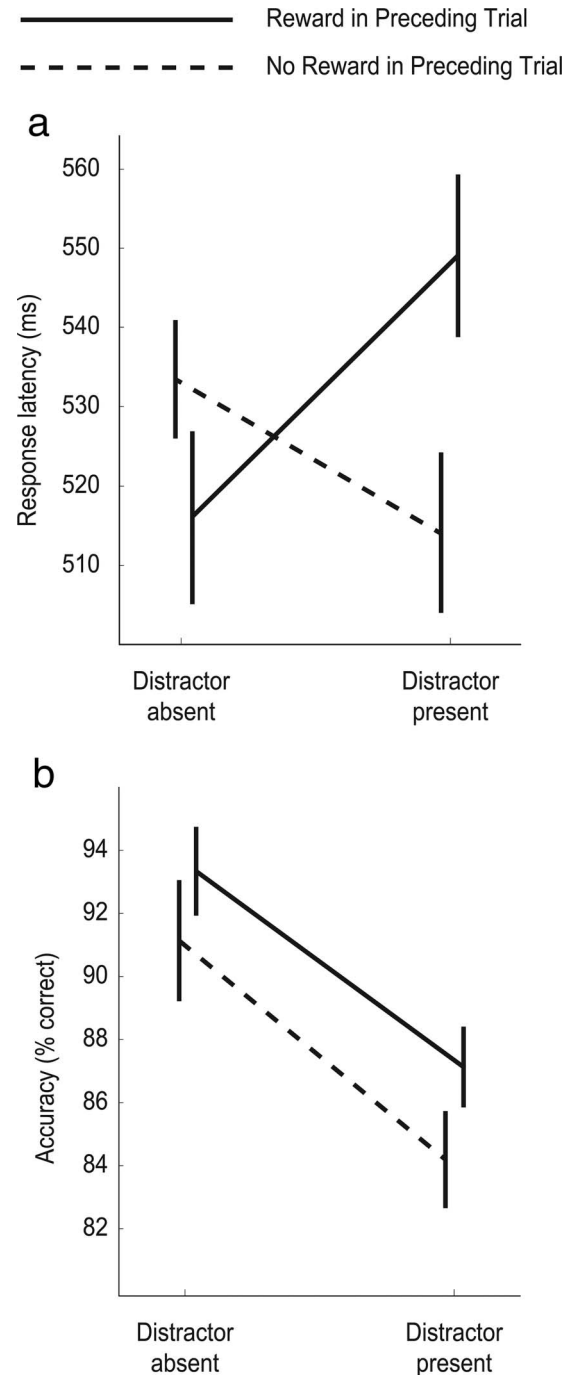 Reward in Preceding Trial
No Reward in Preceding Trial
a
560
550
540
530
520
510
Response latency (ms)
Distractor
absent
Distractor
present
b
94
92
90
88
86
84
82
Accuracy (% correct)
Distractor
absent
Distractor
present